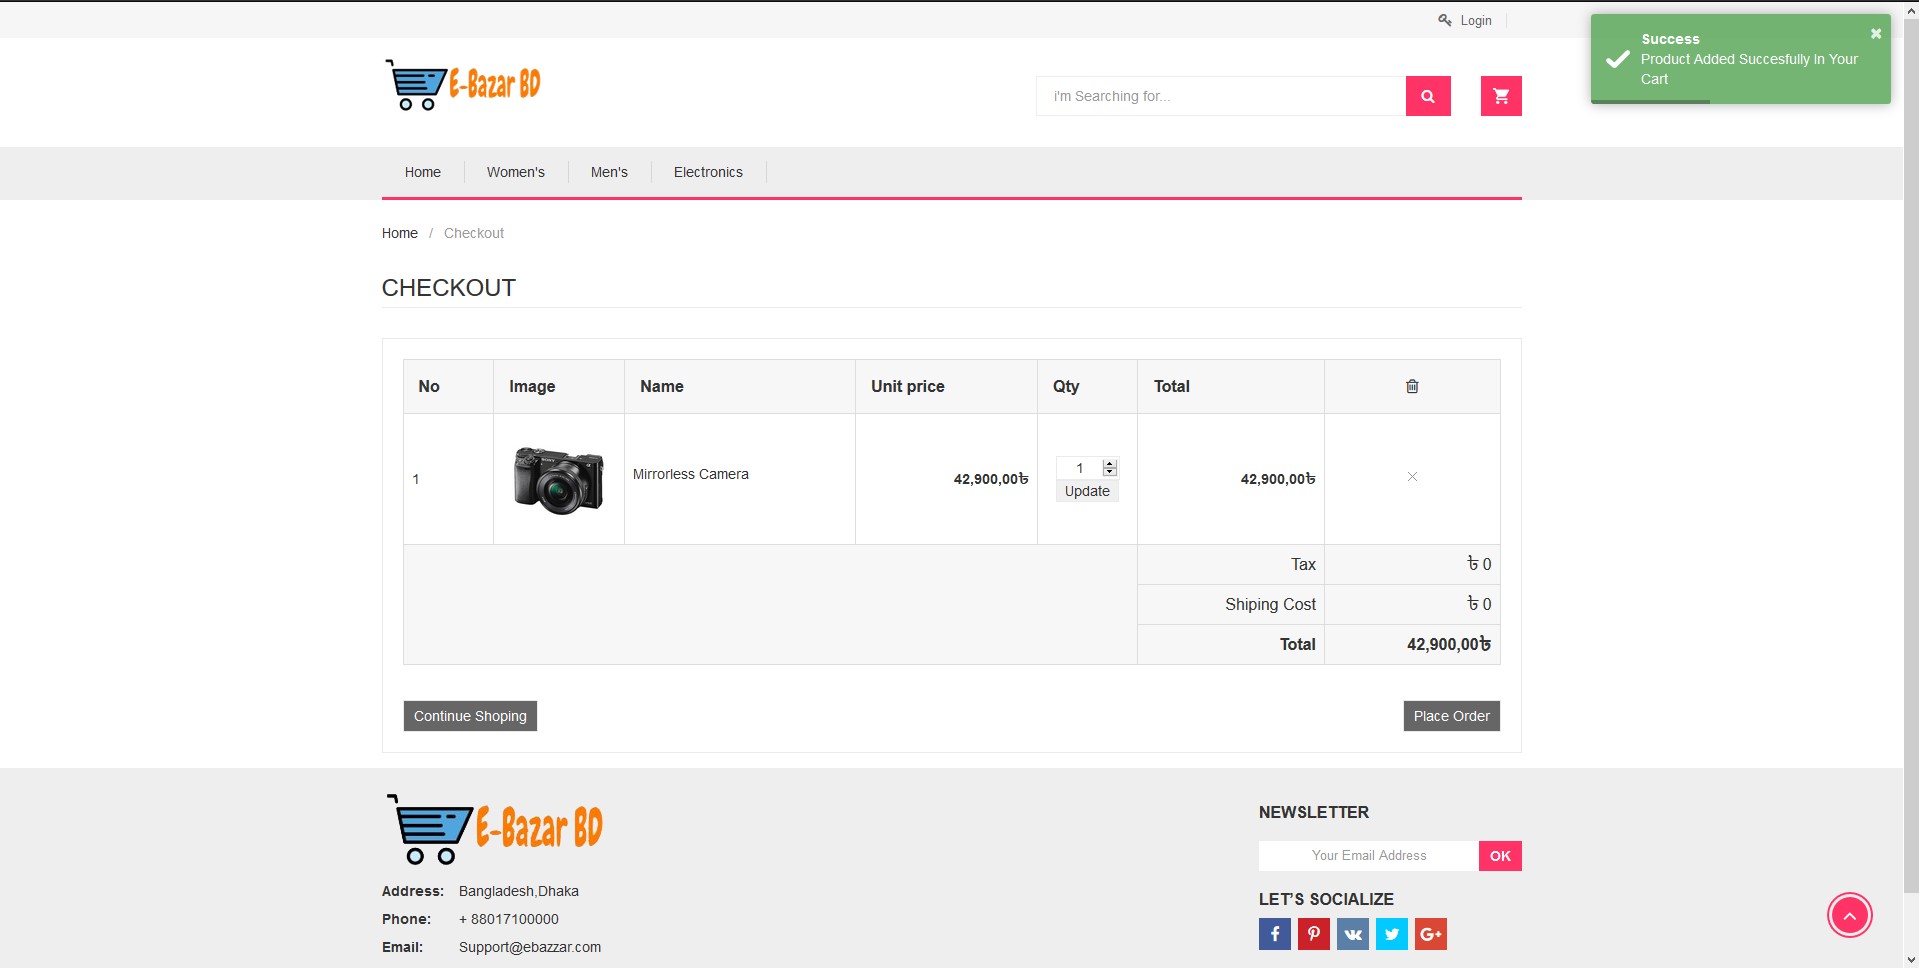 Login
Success
Product Added Succesfully In Your
Cart
E-Bazar BD
i'm Searching for...
Home
Women's
Men's
Electronics
Home / Checkout
CHECKOUT
No Image Name Unit price Qty Total
1 SONY Mirrorless Camera 42,900,00৳ 1 42,900,00৳
Update
Tax ৳ 0
Shiping Cost ৳ 0
Total 42,900,00৳
Continue Shoping
Place Order
E-Bazar BD
Address: Bangladesh,Dhaka
Phone: + 88017100000
Email: Support@ebazzar.com
NEWSLETTER
Your Email Address
OK
LET'S SOCIALIZE